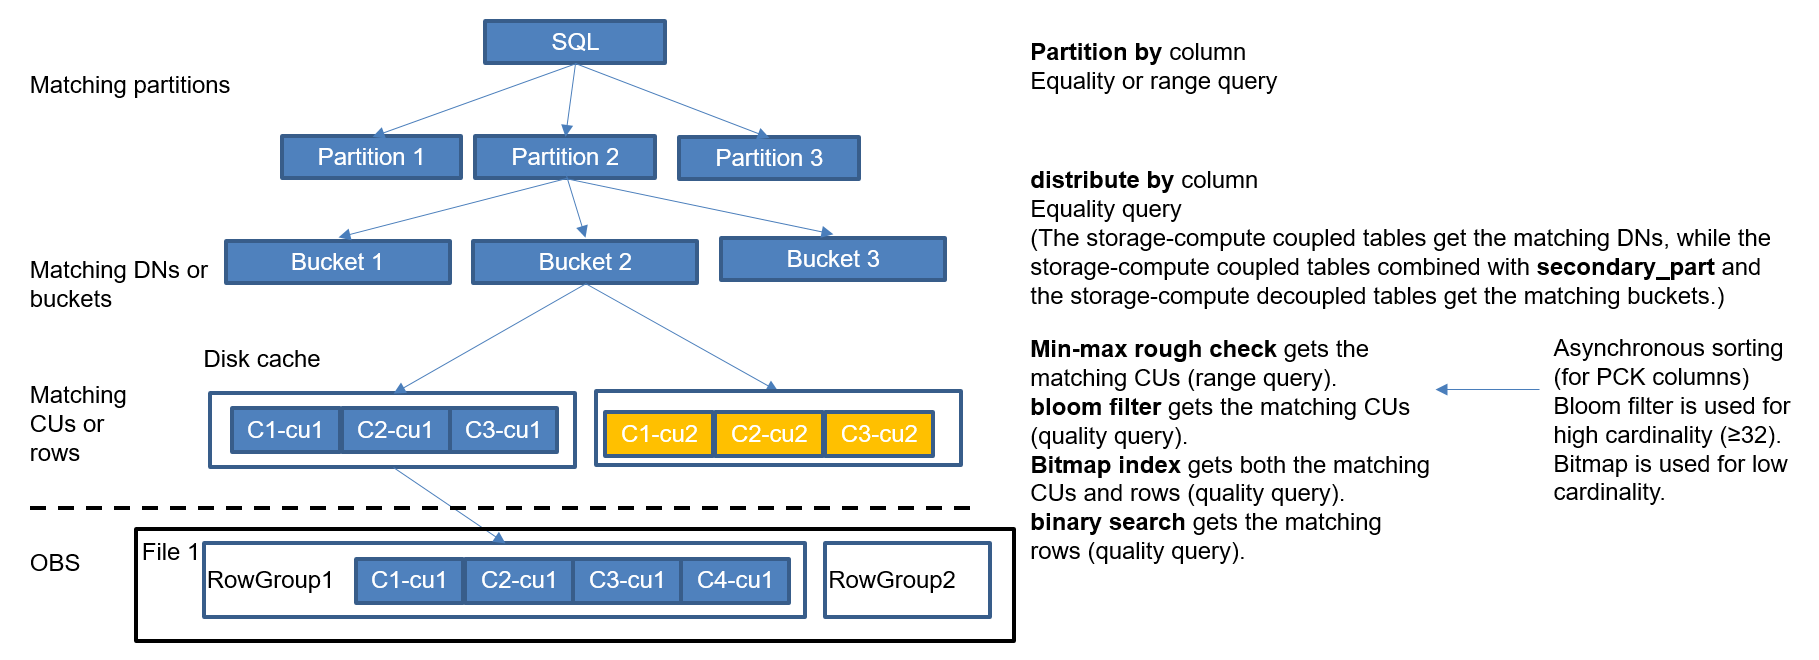 SQL
Matching partitions
Partition 1
Partition 2
Partition 3
Matching DNs or
buckets
Bucket 1
Bucket 2
Bucket 3
Disk cache
Matching
CUs or
rows
C1-cu1
C2-cu1
C3-cu1
C1-cu2
C2-cu2
C3-cu2
OBS
File 1
RowGroup1
C1-cu1
C2-cu1
C3-cu1
C4-cu1
RowGroup2
Partition by column
Equality or range query
distribute by column
Equality query
(The storage-compute coupled tables get the matching DNs, while the
storage-compute coupled tables combined with secondary_part and
the storage-compute decoupled tables get the matching buckets.)
Min-max rough check gets the
matching CUs (range query).
bloom filter gets the matching CUs
(quality query).
Bitmap index gets both the matching
CUs and rows (quality query).
binary search gets the matching
rows (quality query).
Asynchronous sorting
(for PCK columns)
Bloom filter is used for
high cardinality (≥32).
Bitmap is used for low
cardinality.